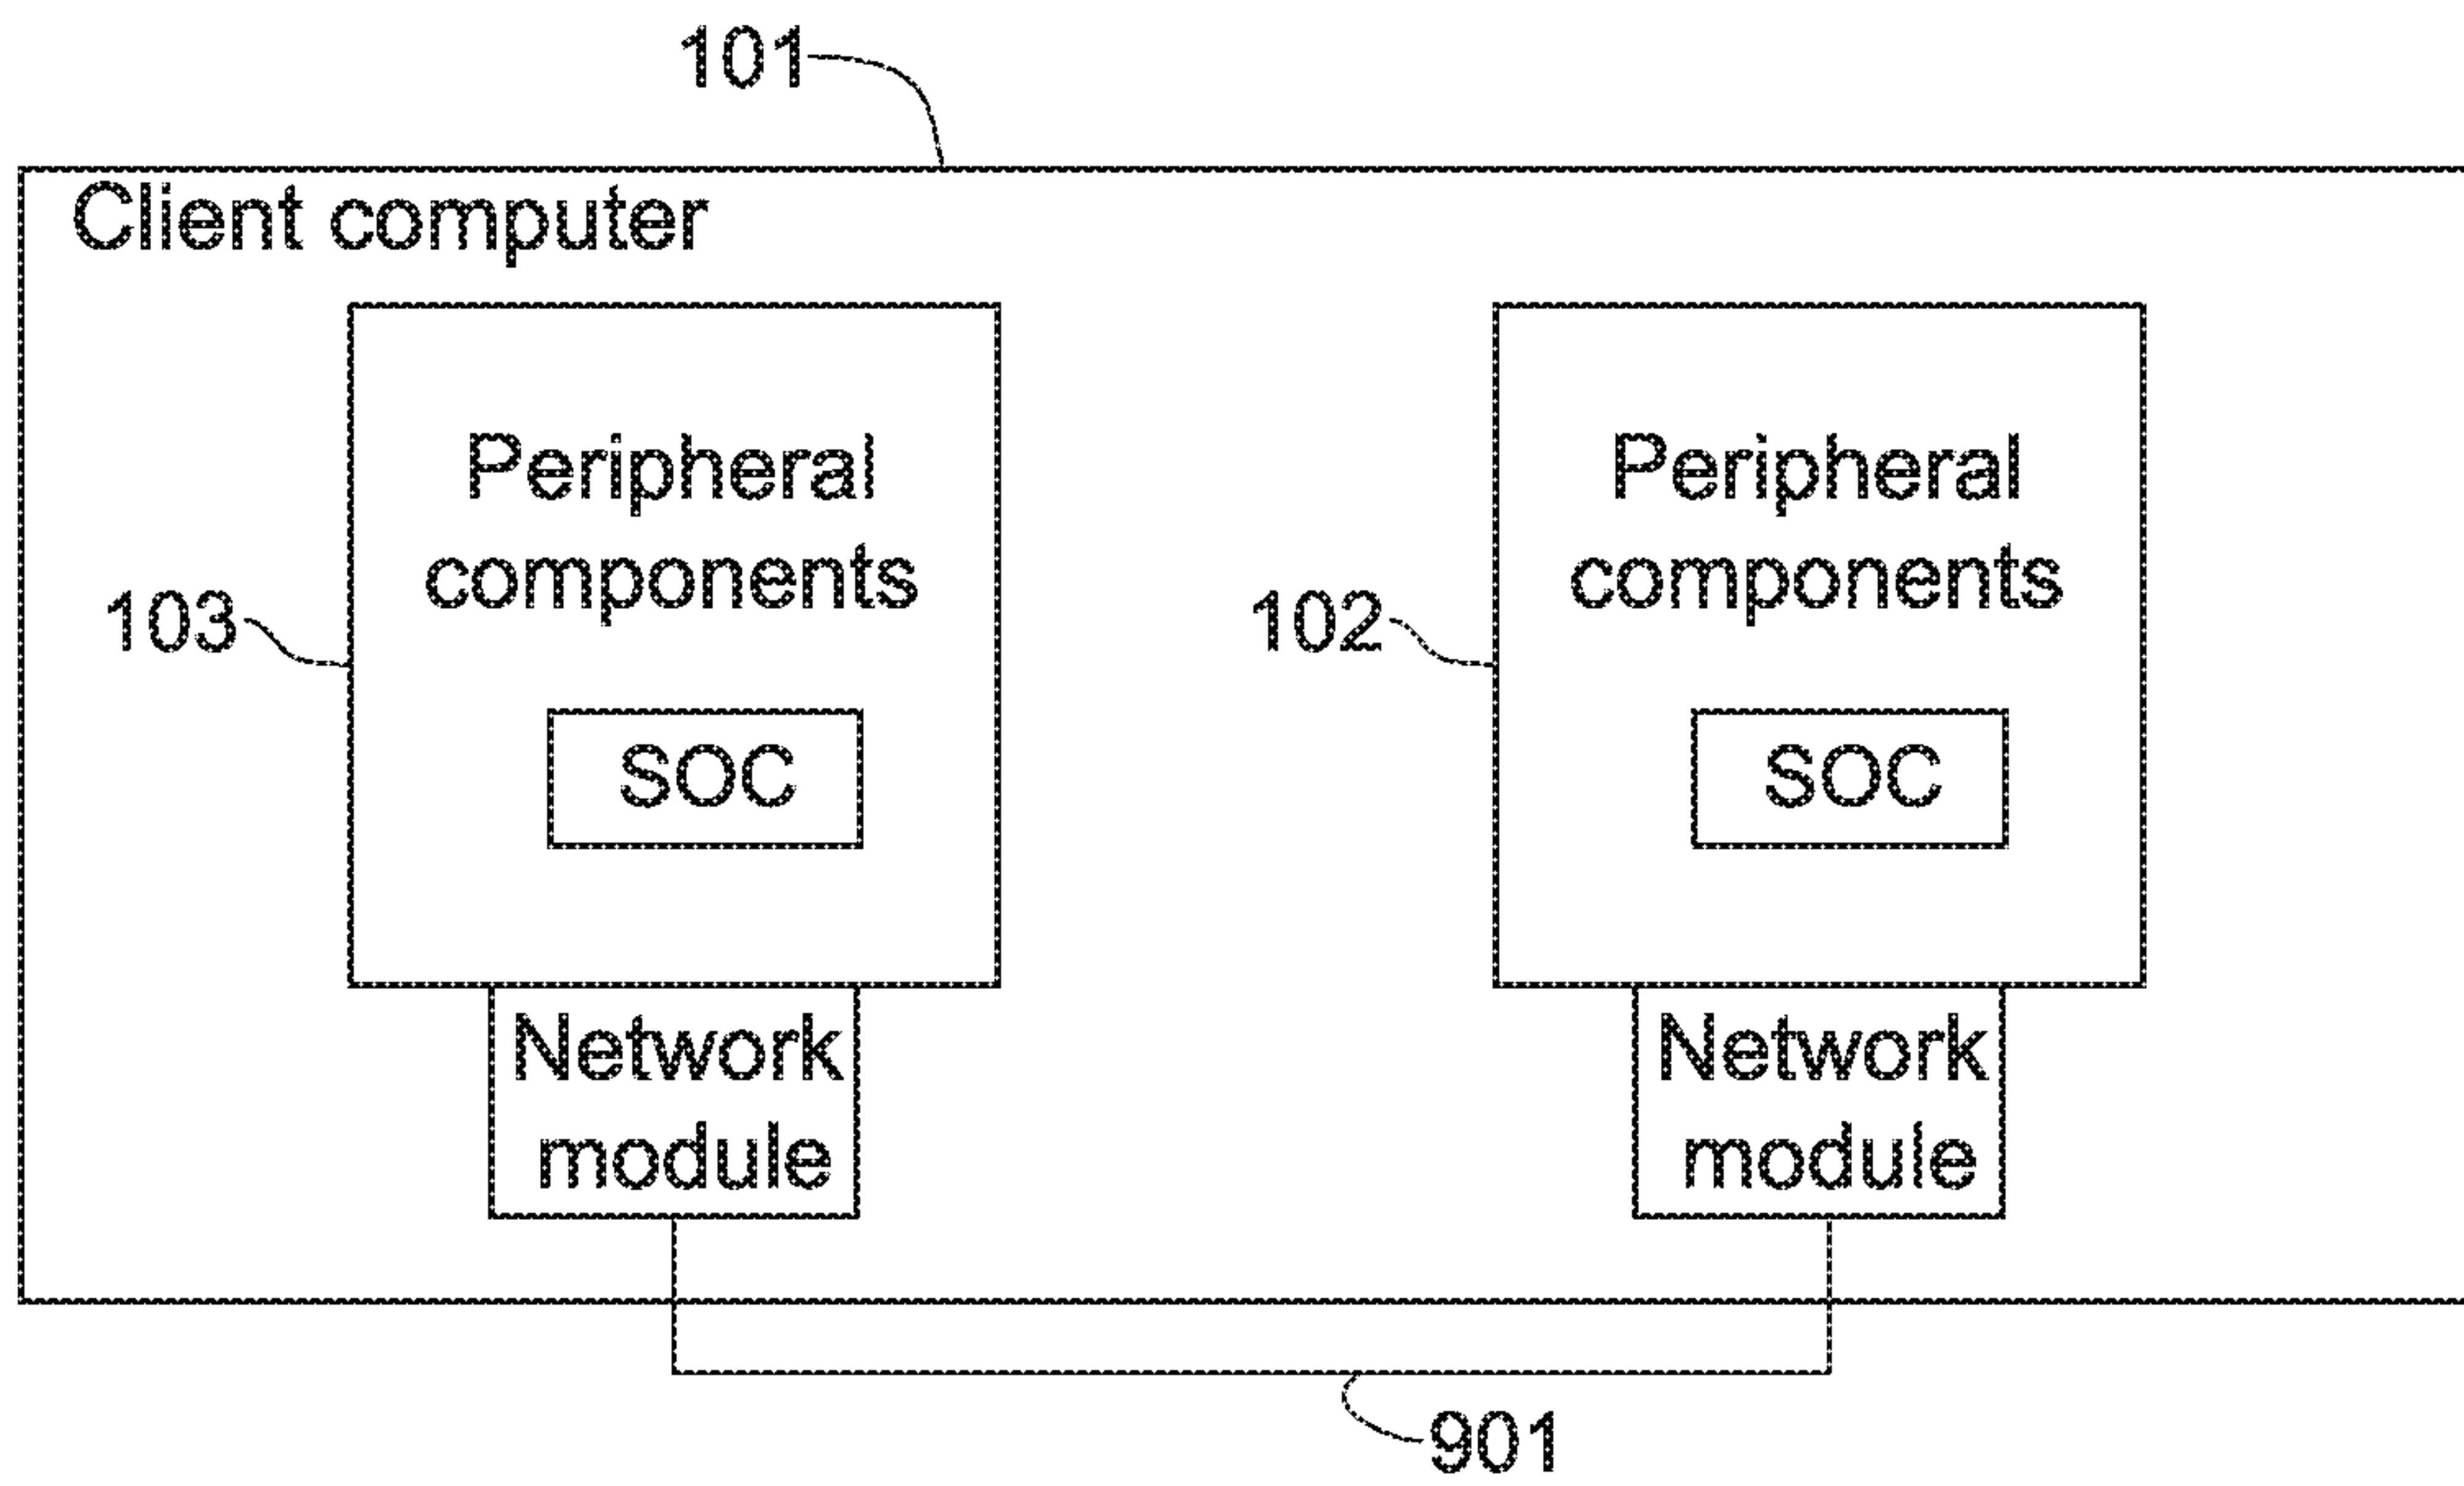 101
Client computer
Peripheral
components
103
SOC
Network
module
Peripheral
components
102
SOC
Network
module
901